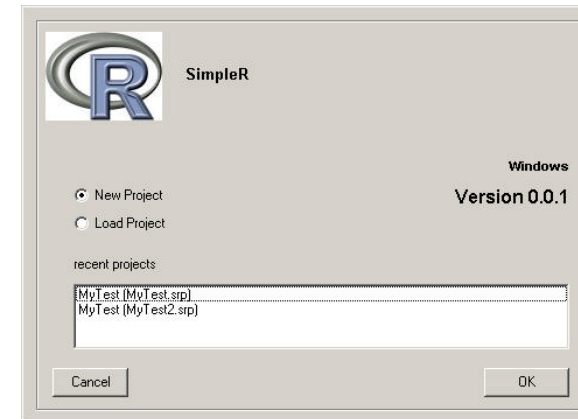 R
SimpleR
Windows
Version 0.0.1
New Project
Load Project
recent projects
MyTest (MyTest.srp)
MyTest (MyTest2.srp)
Cancel
OK